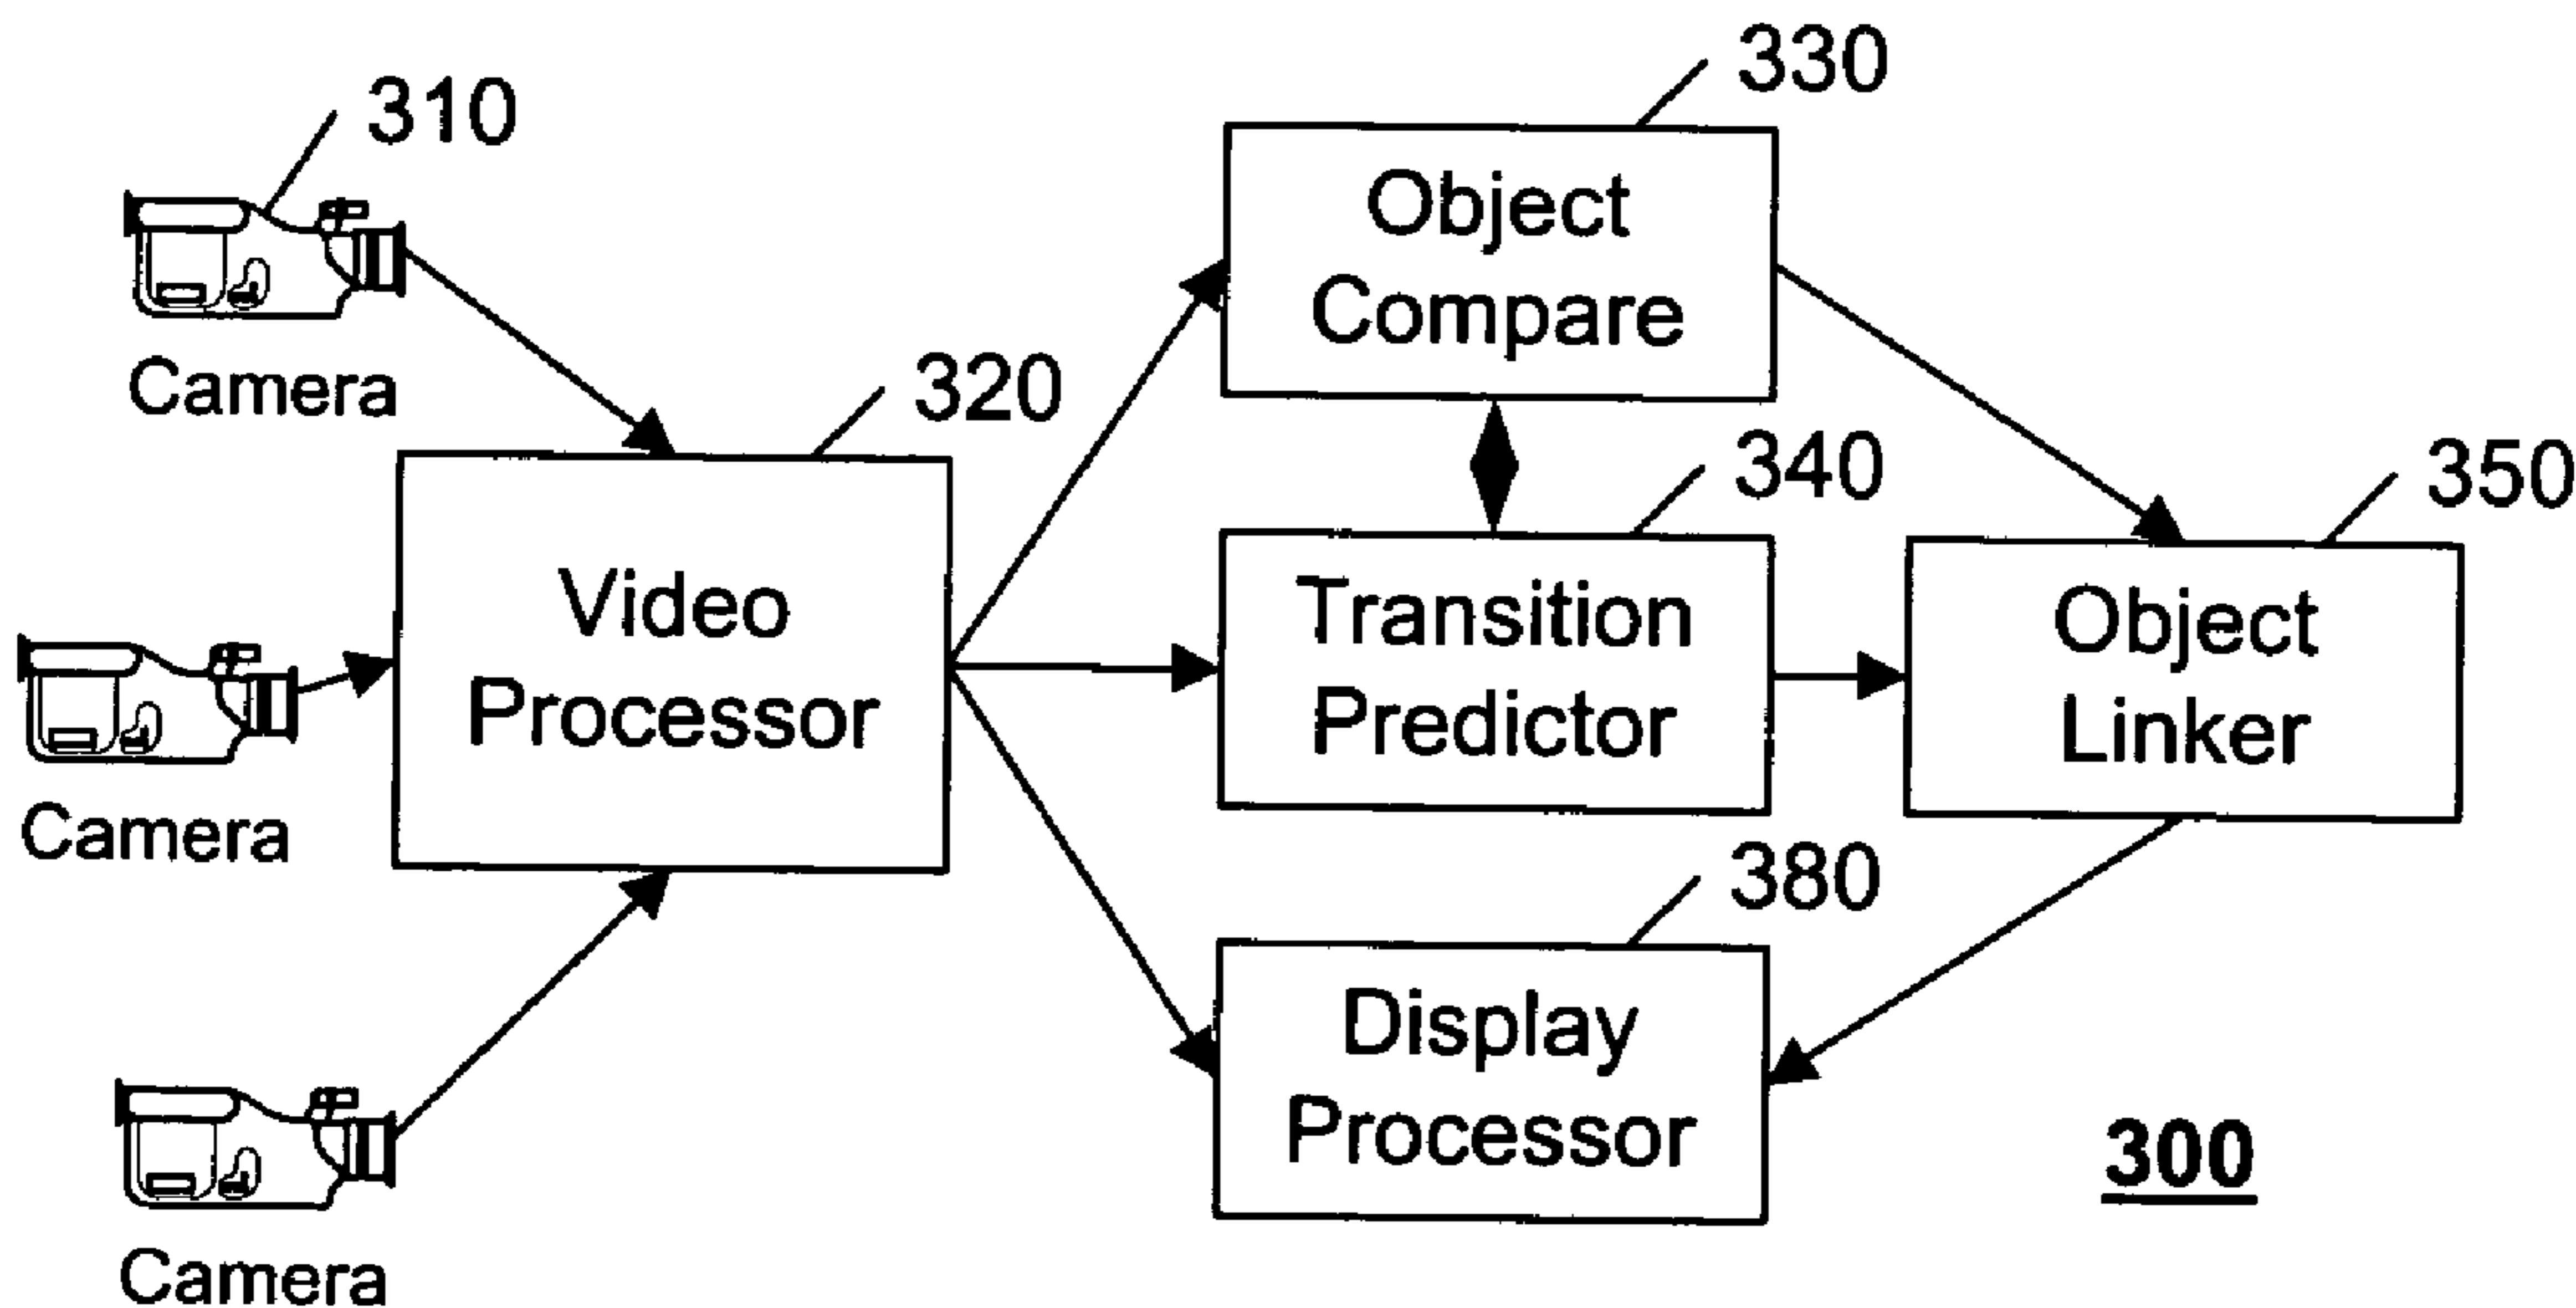 310
Camera
320
Video
Processor
Camera
Camera
330
Object
Compare
340
Transition
Predictor
350
Object
Linker
380
Display
Processor
300